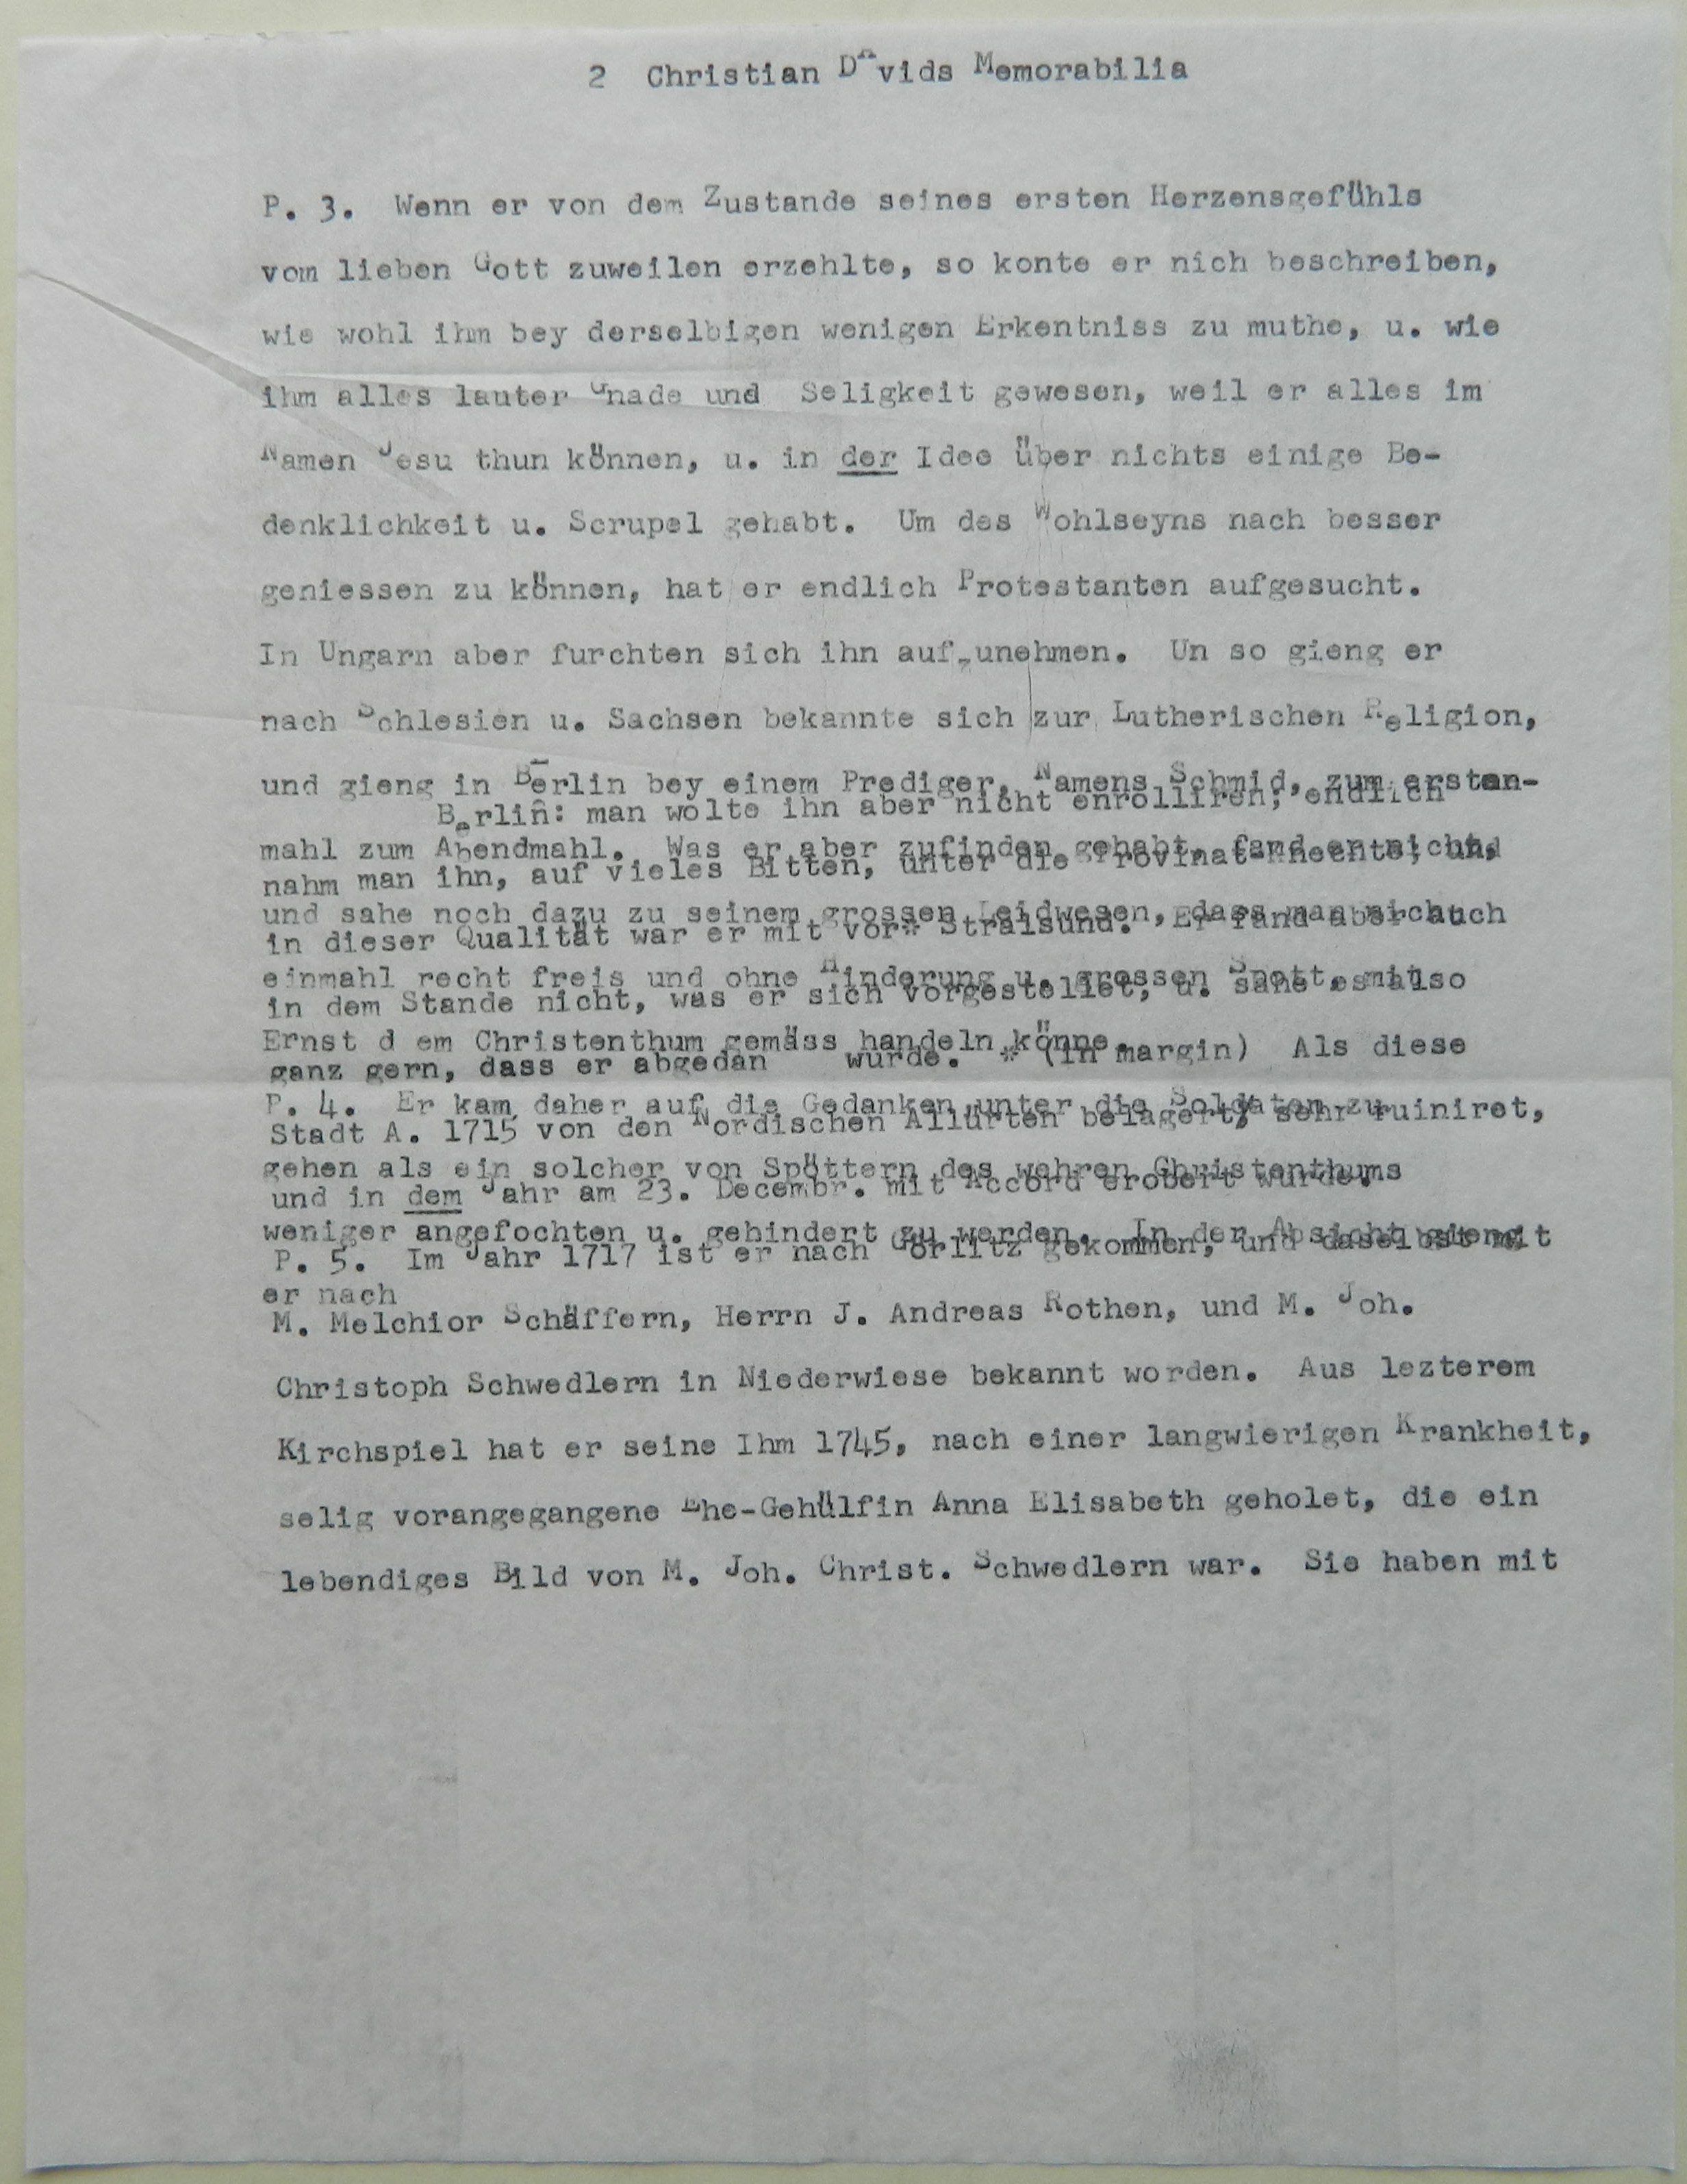 2 Christian DAvids Memorabilia
P. 3. Wenn er von dem Zustande seines ersten Herzensgefühls
vom lieben Gott zuweilen erzehlte, so konte er nich beschreiben,
wie wohl ihm bey derselbigen wenigen Erkentniss zu muthe, u. wie
ihm alles lauter Gnade und Seligkeit gewesen, weil er alles im
Namen Jesu thun können, u. in der Idee über nichts einige Be-
denklichkeit u. Scrupel gehabt. Um des Wohlseyns nach besser
geniessen zu können, hat er endlich Protestanten aufgesucht.
In Ungarn aber furchten sich ihn aufzunehmen. Un so gieng er
nach Schlesien u. Sachsen bekannte sich zur Lutherischen Religion,
und gieng in Berlin bey einem Prediger, Namens Schmid, zum ersten-
mahl zum Abendmahl. Was er aber zufinden gehabt, fand er nicht,
und sahe noch dazu zu seinem grossen Leidwesen, dass man nicht
einmahl recht freis und ohne Hinderung u. grossen Spott, mit
Ernst d em Christenthum gemäss handeln könne.
P. 4. Er kam daher auf die Gedanken unter die Soldaten zu
gehen als ein solcher von Spöttern des wahren Christenthums
weniger angefochten u. gehindert zu werden. In der Absicht gieng
er nach
Berlin: man wolte ihn aber nicht enrolliren; endlich
nahm man ihn, auf vieles Bitten, unter die Provinat-Knechte, und
in dieser Qualität war er mit vor* Stralsund. Er fand aber auch
in dem Stande nicht, was er sich vorgestellet, u. sahe es also
ganz gern, dass er abgedan wurde. * (in margin) Als diese
Stadt A. 1715 von den Nordischen Allürten belagert, sehr ruiniret,
und in dem Jahr am 23. Decembr. mit Accord erobert wurde.
P. 5. Im Jahr 1717 ist er nach Görlitz gekommen, und daselbst mit
M. Melchior Schäffern, Herrn J. Andreas Rothen, und M. Joh.
Christoph Schwedlern in Niederwiese bekannt worden. Aus lezterem
Kirchspiel hat er seine Ihm 1745, nach einer langwierigen Krankheit,
selig vorangegangene Ehe-Gehülfin Anna Elisabeth geholet, die ein
lebendiges Bild von M. Joh. Christ. Schwedlern war. Sie haben mit